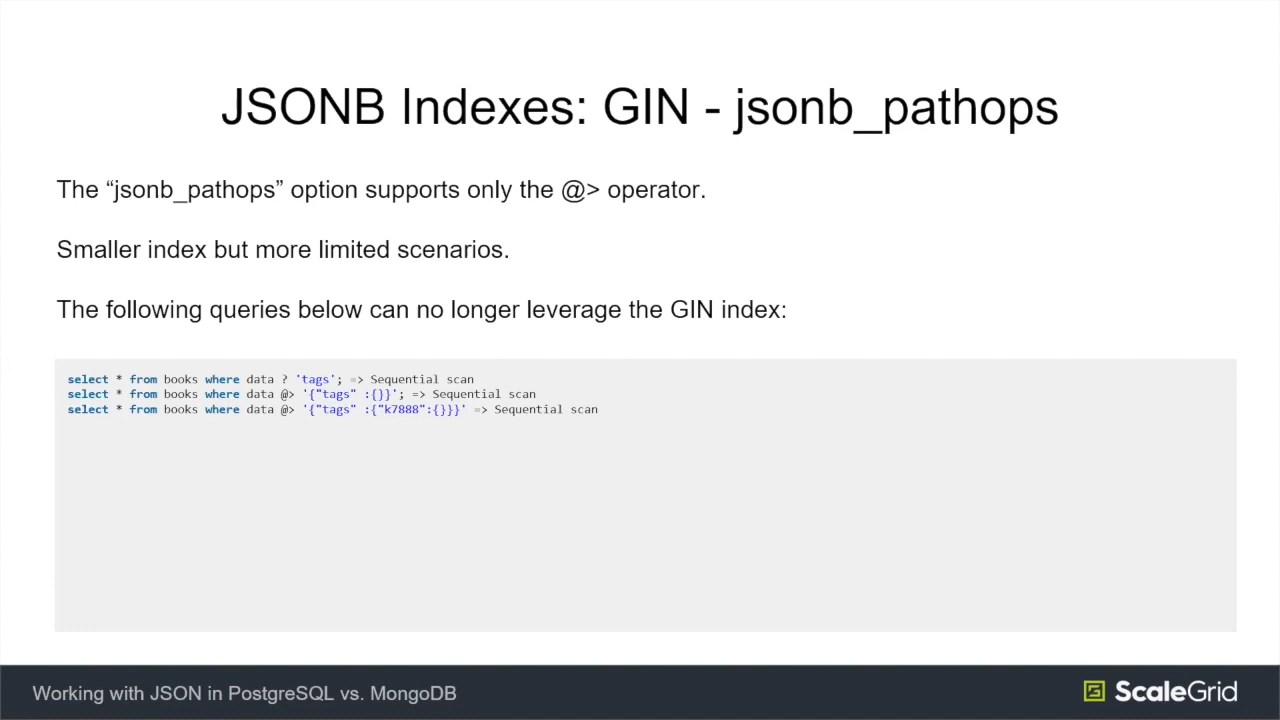 JSONB Indexes: GIN - jsonb_pathops
The “jsonb_pathops” option supports only the @> operator.
Smaller index but more limited scenarios.
The following queries below can no longer leverage the GIN index:
select * from books where data ? 'tags'; => Sequential scan
select * from books where data @> '{"tags" :{}}'; => Sequential scan
select * from books where data @> '{"tags" :{"k7888":{}}}' => Sequential scan
Working with JSON in PostgreSQL vs. MongoDB
ScaleGrid